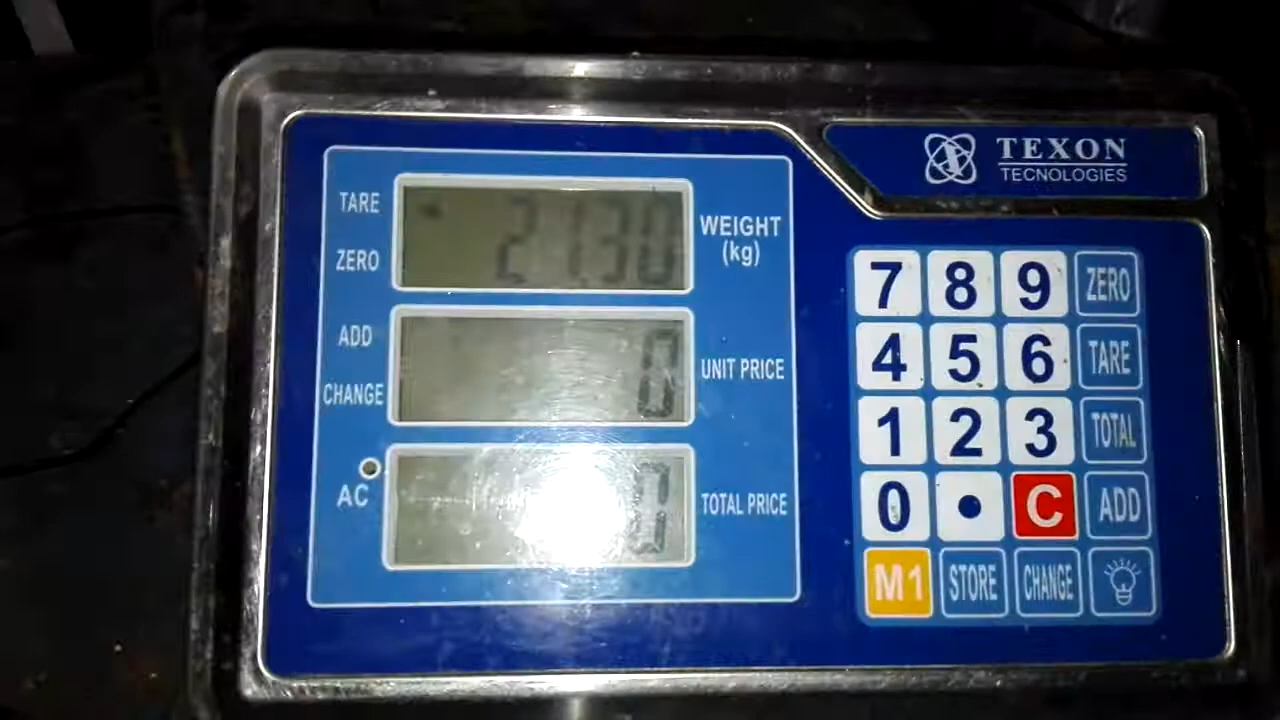 TEXON
TECNOLOGIES
TARE
ZERO
21.30
WEIGHT
(kg)
ADD
CHANGE
0
UNIT PRICE
AC
0
TOTAL PRICE
7 8 9 ZERO
4 5 6 TARE
1 2 3 TOTAL
0 • C ADD
M1 STORE CHANGE